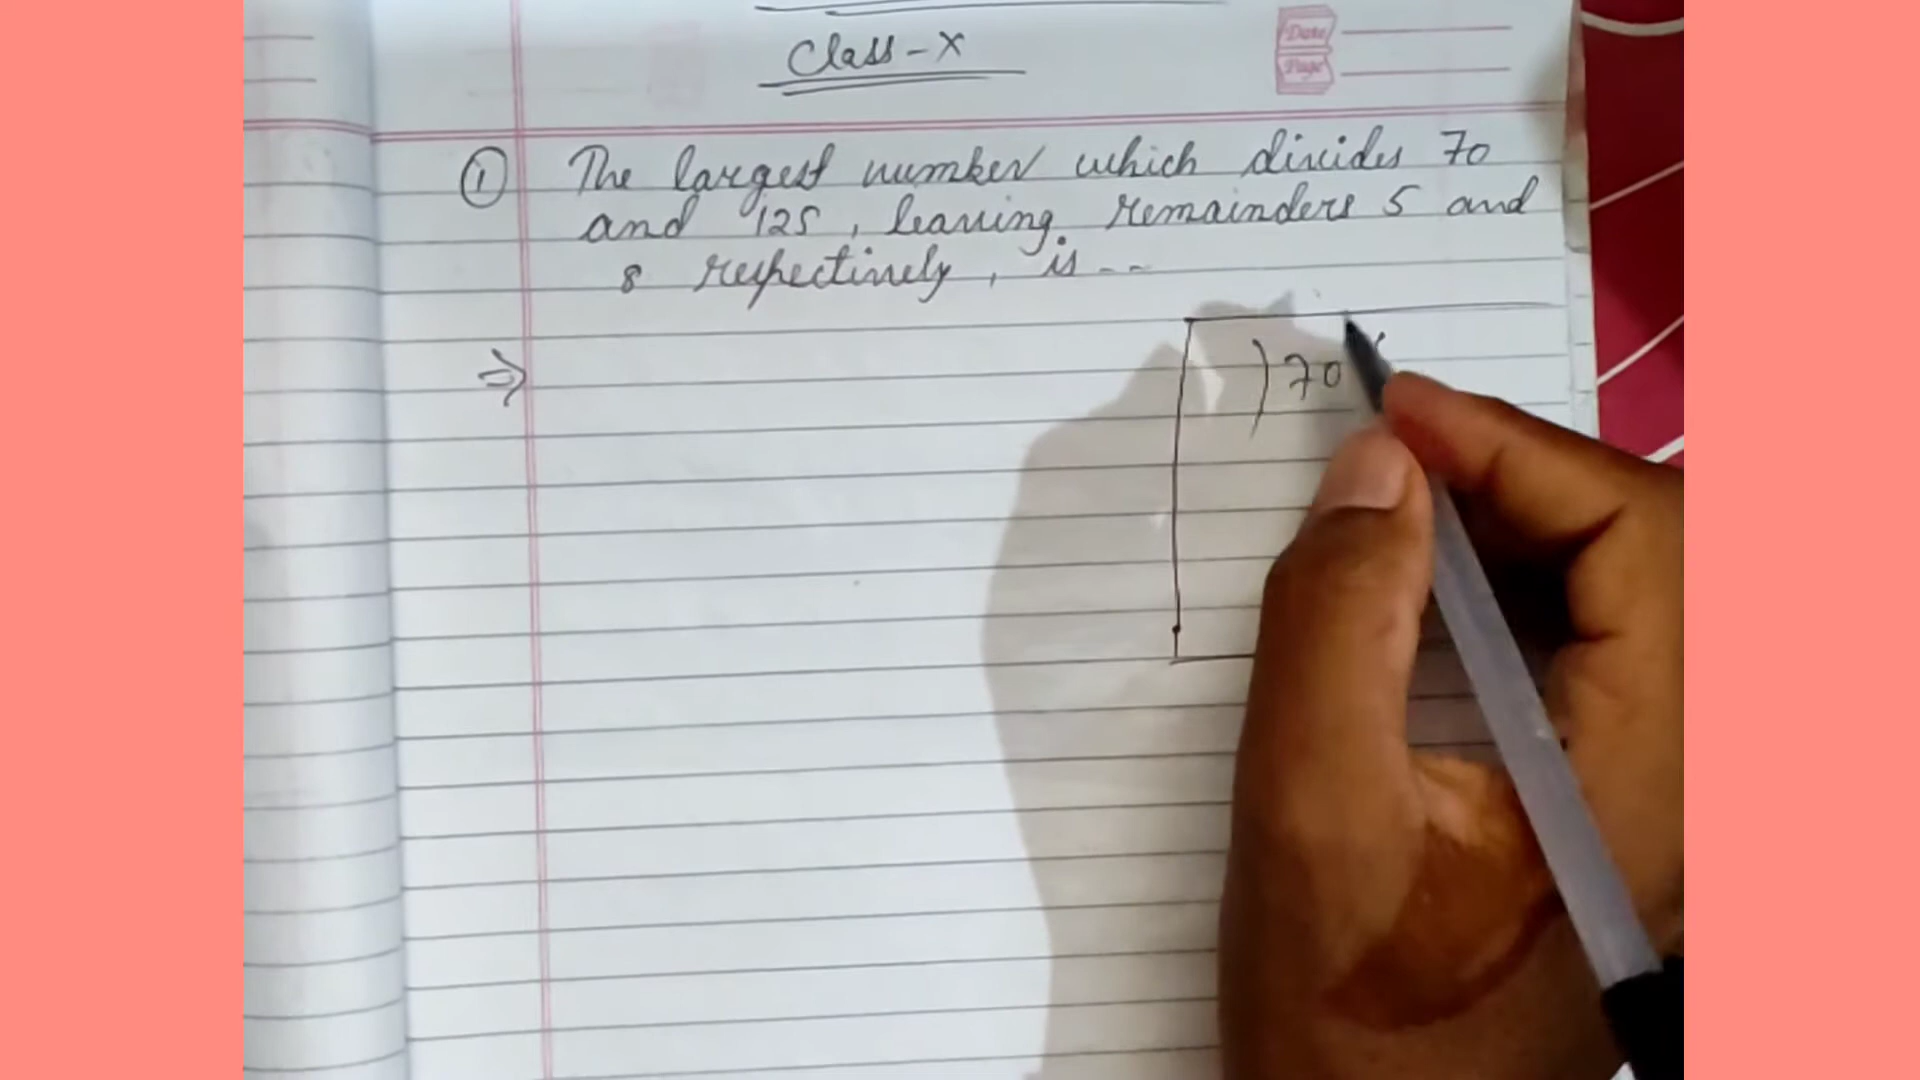 Class - X
Date
Page
① The largest number which divides 70
and 125, leaving remainders 5 and
8 respectively, is --
⇒
) 70 (